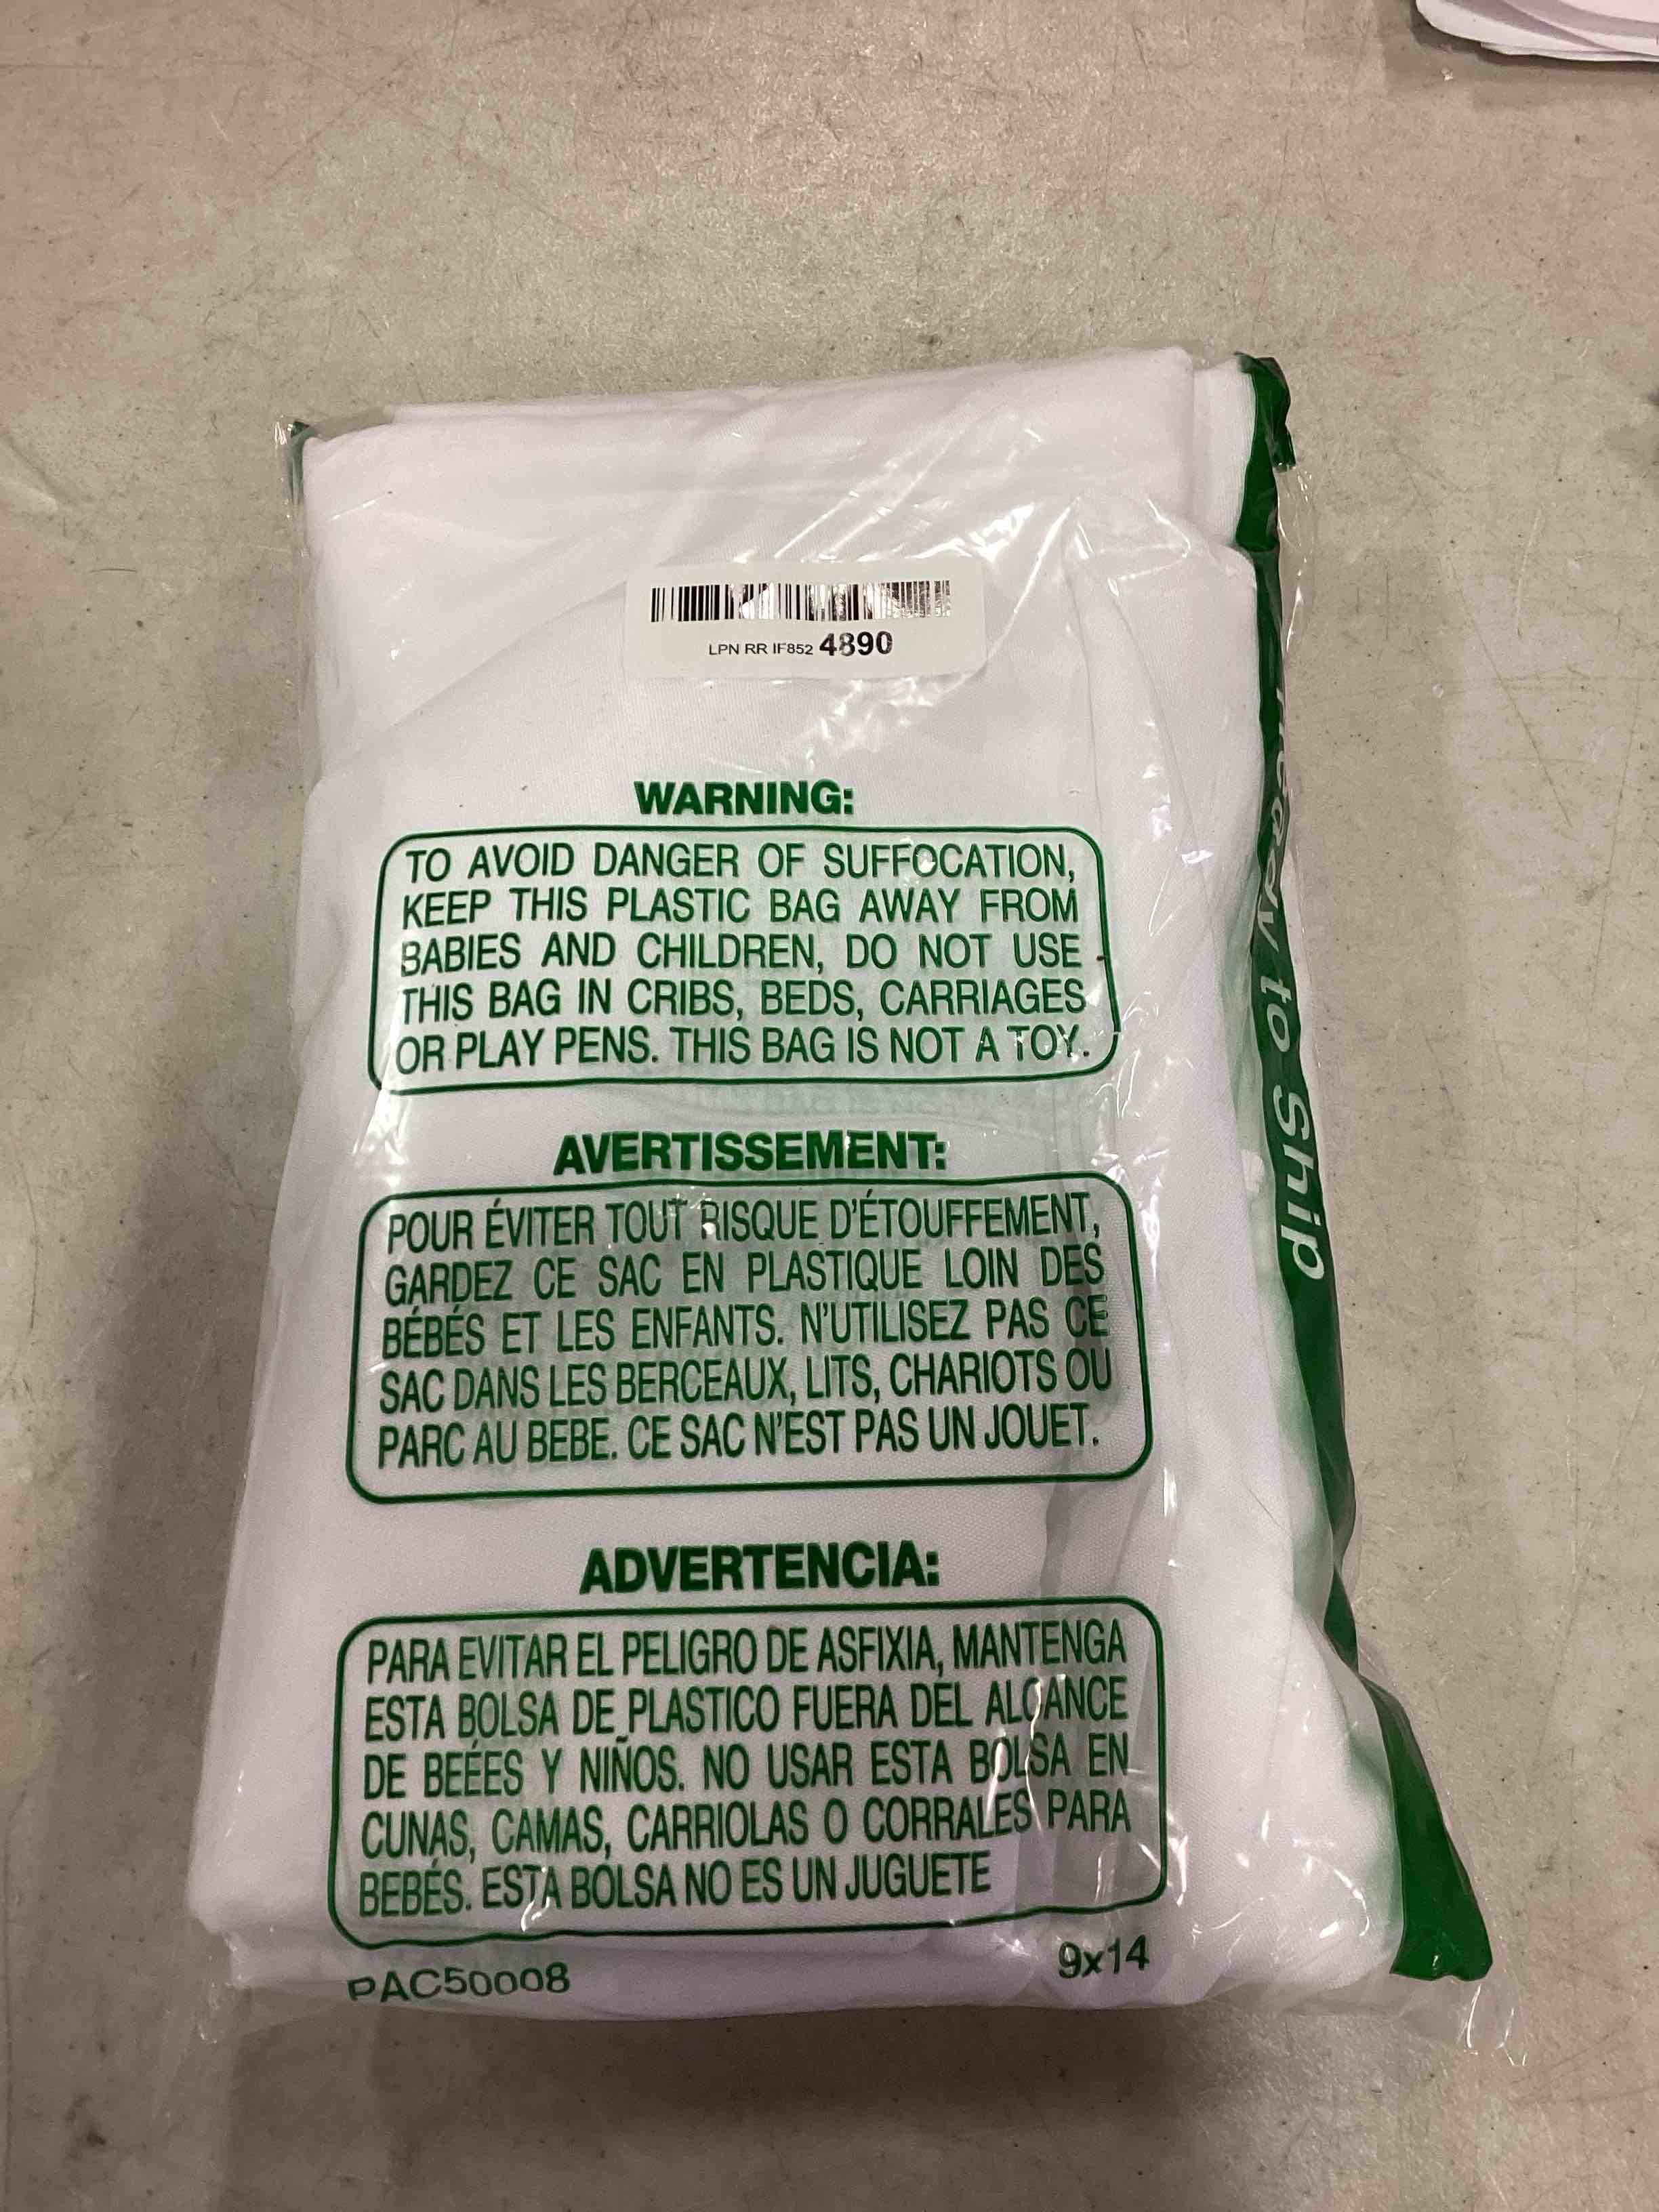 LPN RR IF852 4890
WARNING:
TO AVOID DANGER OF SUFFOCATION,
KEEP THIS PLASTIC BAG AWAY FROM
BABIES AND CHILDREN, DO NOT USE
THIS BAG IN CRIBS, BEDS, CARRIAGES
OR PLAY PENS. THIS BAG IS NOT A TOY.
AVERTISSEMENT:
POUR ÉVITER TOUT RISQUE D'ÉTOUFFEMENT,
GARDEZ CE SAC EN PLASTIQUE LOIN DES
BÉBÉS ET LES ENFANTS. N'UTILISEZ PAS CE
SAC DANS LES BERCEAUX, LITS, CHARIOTS OU
PARC AU BEBE. CE SAC N'EST PAS UN JOUET.
ADVERTENCIA:
PARA EVITAR EL PELIGRO DE ASFIXIA, MANTENGA
ESTA BOLSA DE PLASTICO FUERA DEL ALCANCE
DE BEÉES Y NIÑOS. NO USAR ESTA BOLSA EN
CUNAS, CAMAS, CARRIOLAS O CORRALES PARA
BEBÉS. ESTA BOLSA NO ES UN JUGUETE
PAC50008 9x14
ready to Ship